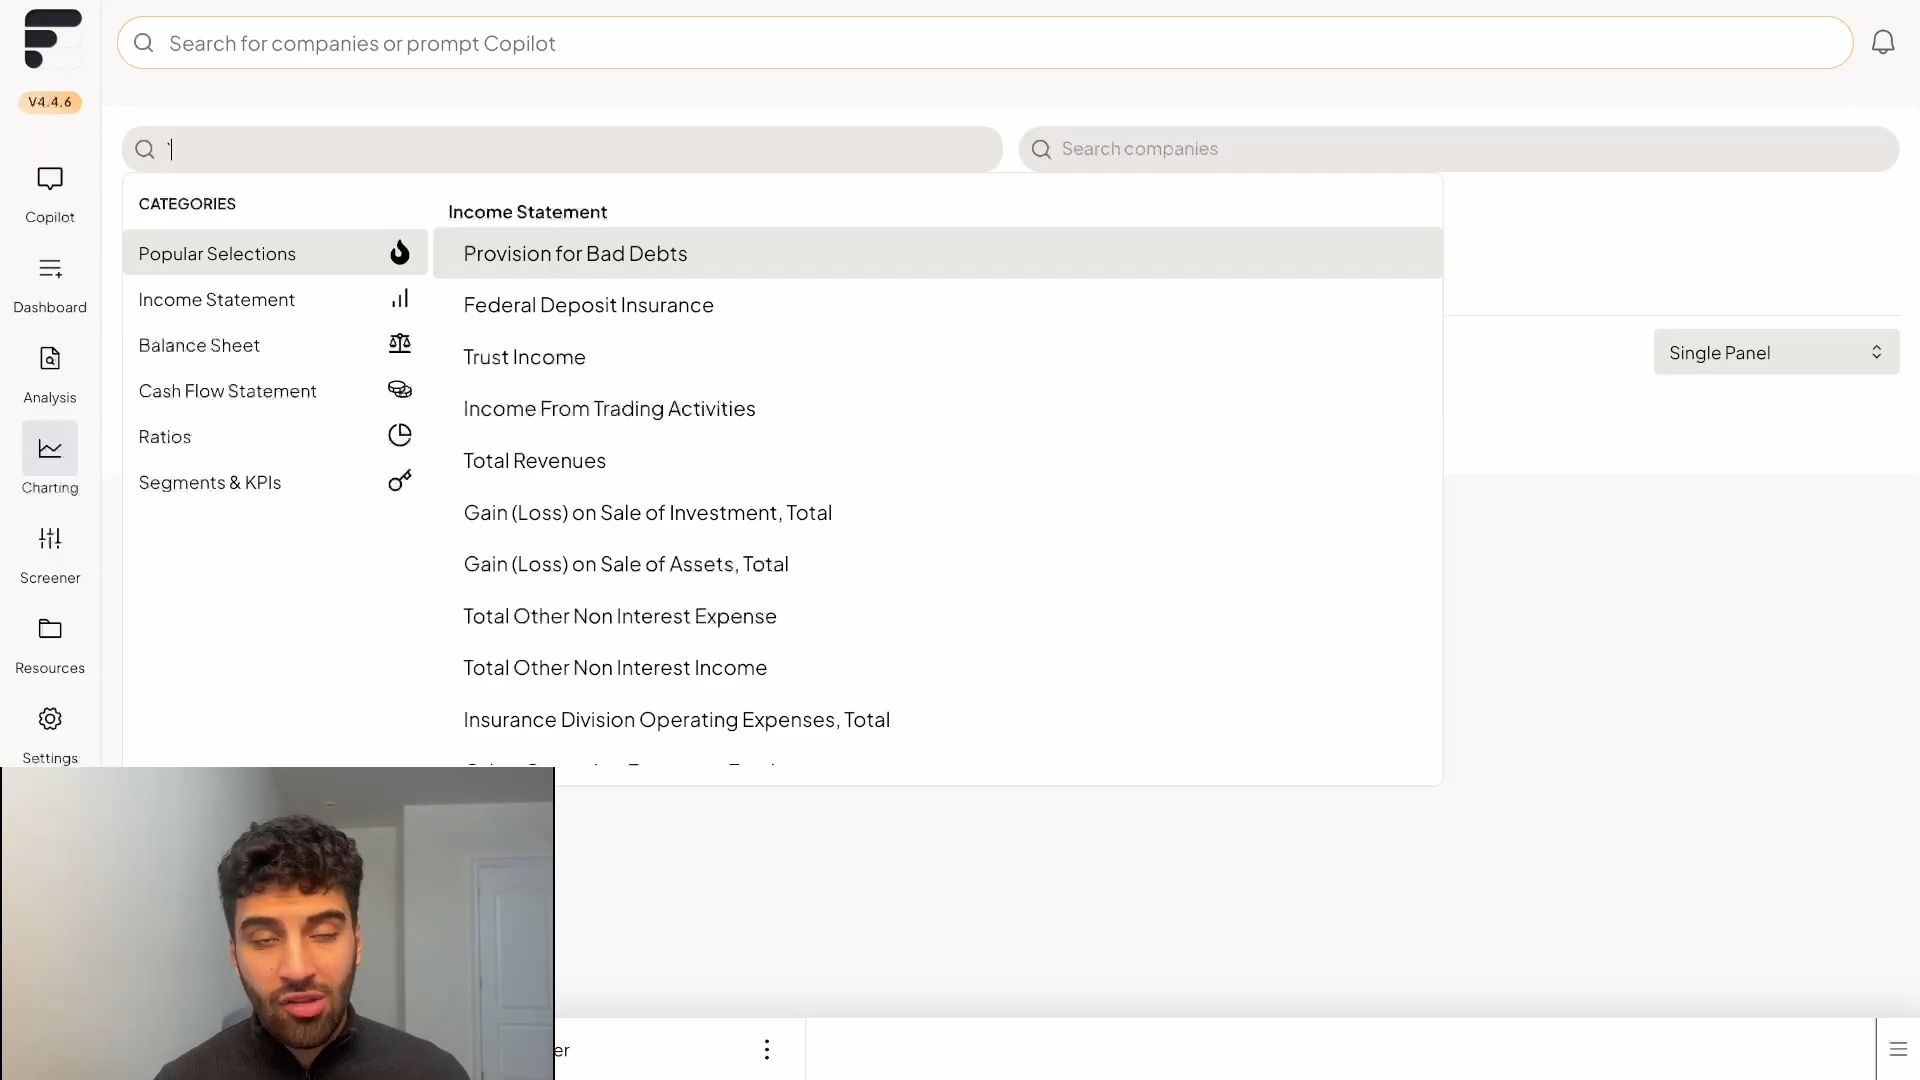 Search for companies or prompt Copilot
V4.4.6
Search companies
Copilot
Dashboard
Analysis
Charting
Screener
Resources
Settings
CATEGORIES
Popular Selections
Income Statement
Balance Sheet
Cash Flow Statement
Ratios
Segments & KPIs
Income Statement
Provision for Bad Debts
Federal Deposit Insurance
Trust Income
Income From Trading Activities
Total Revenues
Gain (Loss) on Sale of Investment, Total
Gain (Loss) on Sale of Assets, Total
Total Other Non Interest Expense
Total Other Non Interest Income
Insurance Division Operating Expenses, Total
Single Panel
er